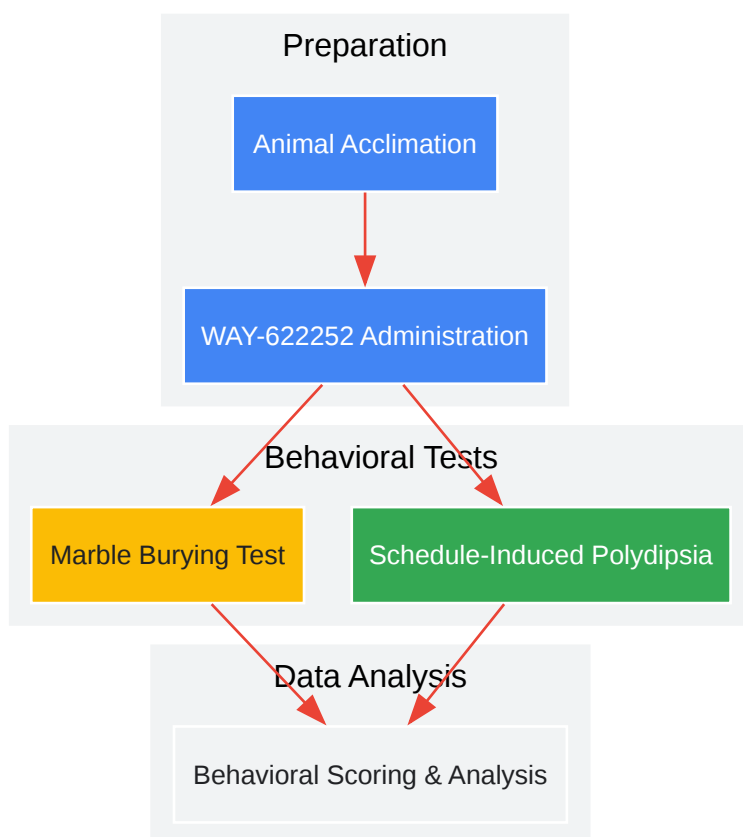 Preparation
Animal Acclimation
WAY-622252 Administration
Behavioral Tests
Marble Burying Test
Schedule-Induced Polydipsia
Data Analysis
Behavioral Scoring & Analysis